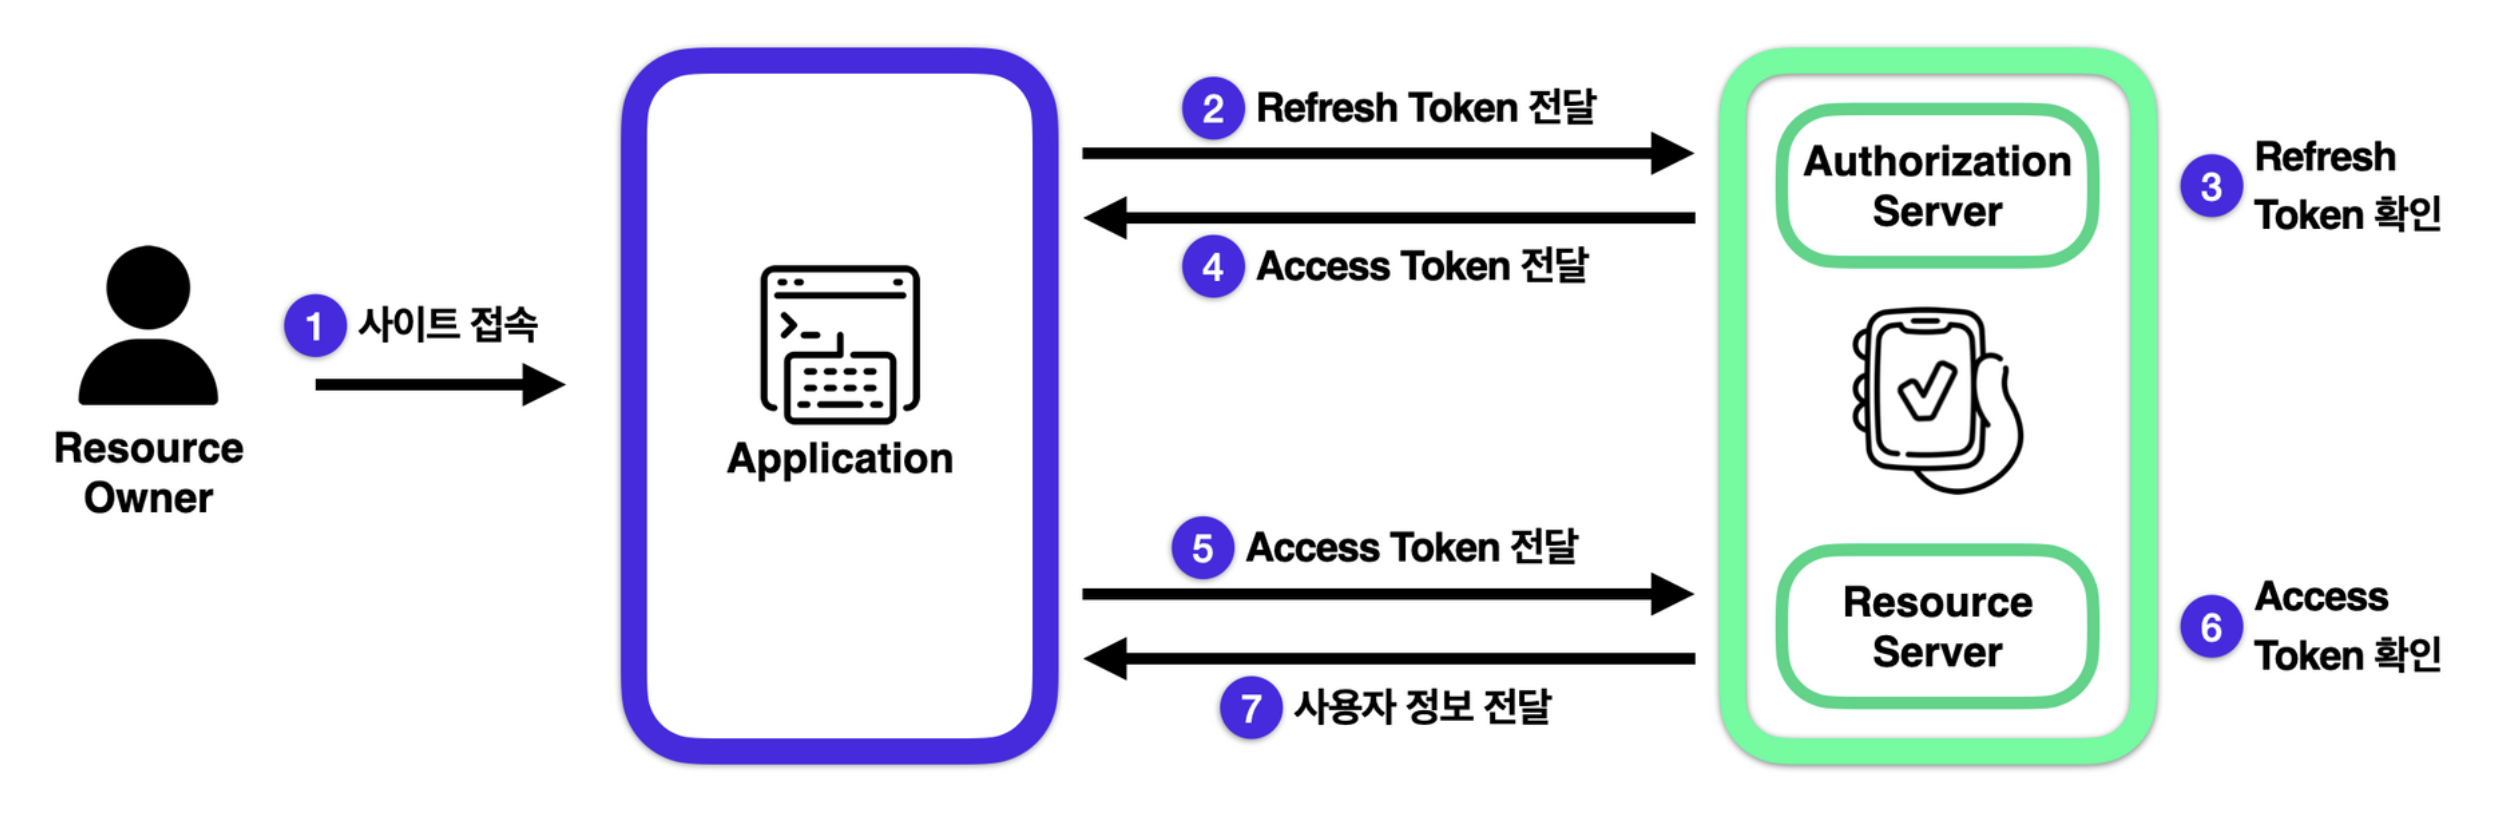 1 사이트 접속
Resource
Owner
Application
2 Refresh Token 전달
4 Access Token 전달
5 Access Token 전달
7 사용자 정보 전달
Authorization
Server
Resource
Server
3 Refresh
Token 확인
6 Access
Token 확인